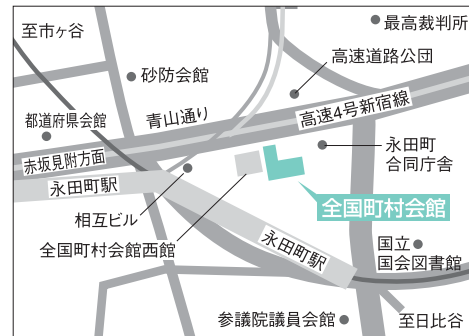 至市ヶ谷
最高裁判所
高速道路公団
砂防会館
青山通り
高速4号新宿線
都道府県会館
赤坂見附方面
永田町
合同庁舎
永田町駅
相互ビル
全国町村会館
全国町村会館西館
永田町駅
国立
国会図書館
参議院議員会館
至日比谷